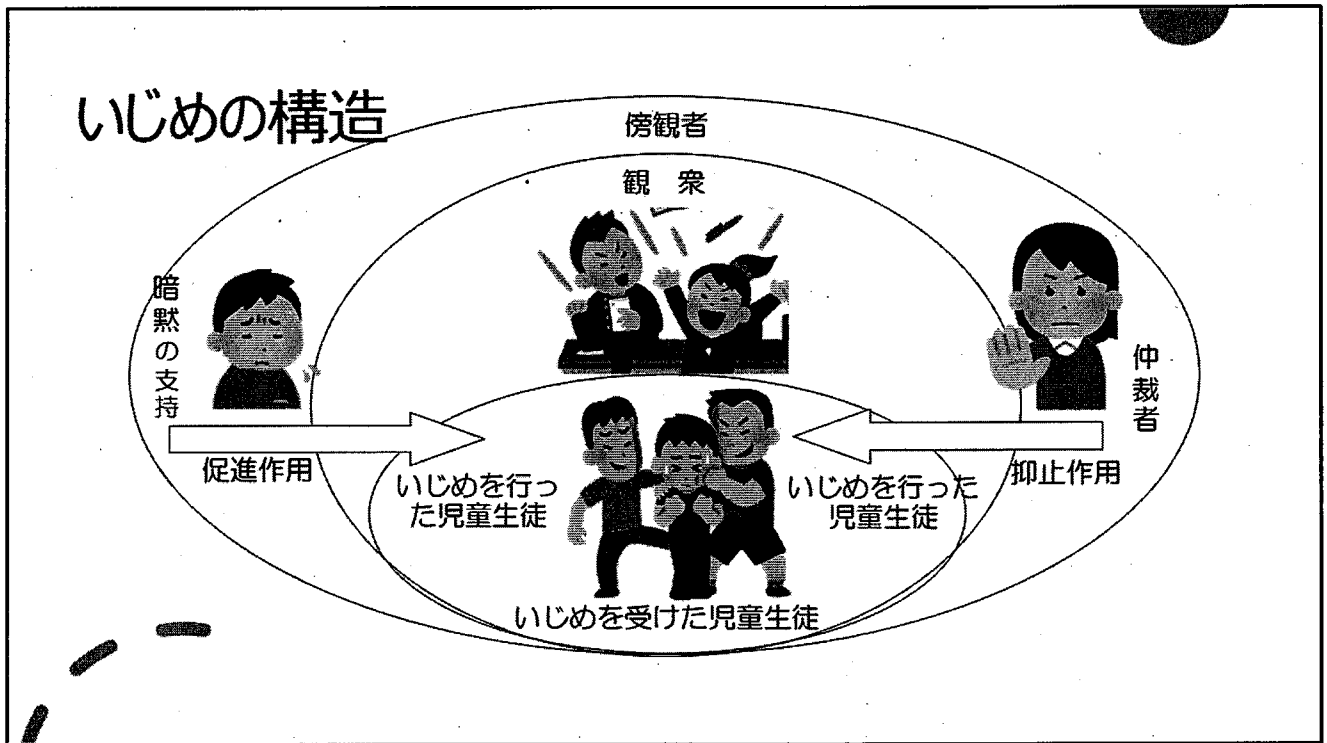 いじめの構造
傍観者
観 衆
暗黙の支持
仲裁者
促進作用
抑止作用
いじめを行っ
た児童生徒
いじめを行った
児童生徒
いじめを受けた児童生徒